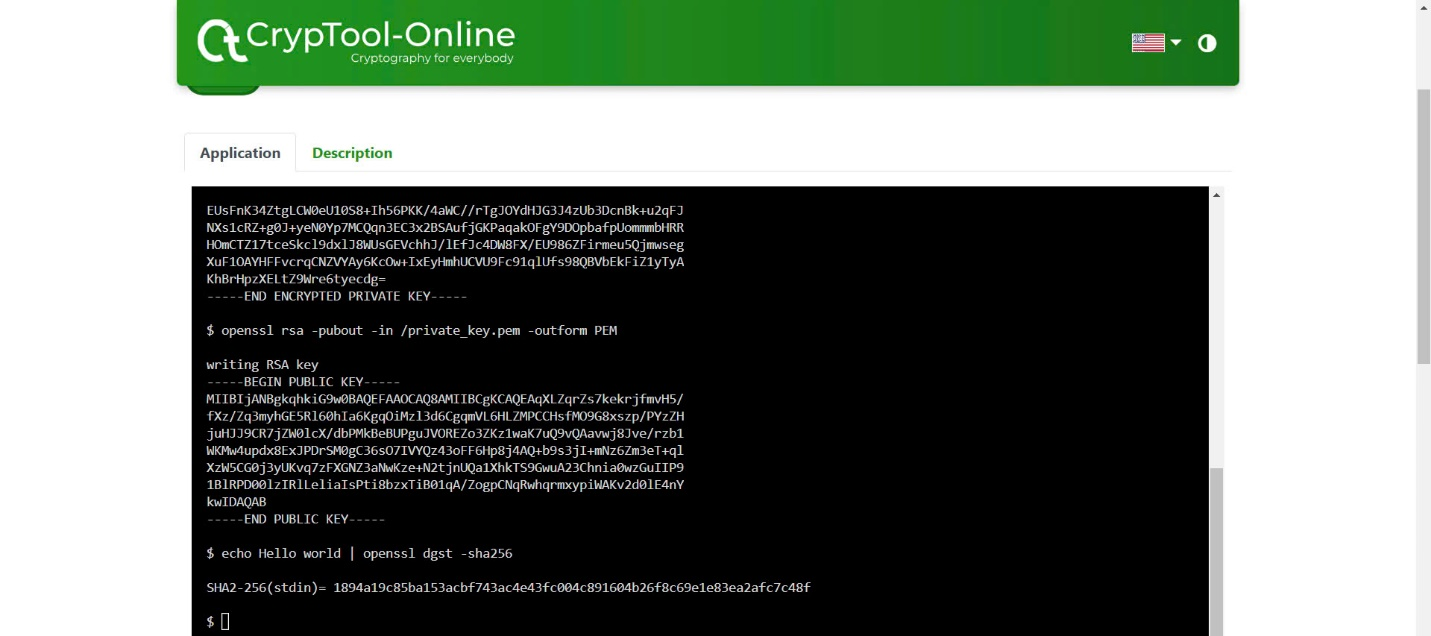 CrypTool-Online
Cryptography for everybody
Application
Description
EUsFnK34ZtgLCW0eU10S8+Ih56PKK/4aWC//rTgJOYdHJG3J4zUb3DcnBk+u2qFJ
NXs1cRZ+g0J+yeN0Yp7MCQqn3EC3x2BSAufjGKPaqakOFgY9DOpbafpUommmbHRR
HOmCTZ17tceSkcl9dxlJ8WUsGEVchhJ/lEfJc4DW8FX/EU986ZFirmeu5Qjmwseg
XuF1OAYHFFvcrqCNZVYAy6KcOw+IxEyHmhUCVU9Fc91qlUfs98QBVbEkFiZ1yTyA
KhBrHpzXELtZ9Wre6tyecdg=
-----END ENCRYPTED PRIVATE KEY-----
$ openssl rsa -pubout -in /private_key.pem -outform PEM
writing RSA key
-----BEGIN PUBLIC KEY-----
MIIBIjANBgkqhkiG9w0BAQEFAAOCAQ8AMIIBCgKCAQEAqXLZqrZs7kekrjfmvH5/
fXz/Zq3myhGE5Rl60hIa6KgqOiMzl3d6CgqmVL6HLZMPCCHsfMO9G8xszp/PYzZH
juHJJ9CR7jZW0lcX/dbPMkBeBUPguJVOREZo3ZKz1waK7uQ9vQAavwj8Jve/rzb1
WKMw4updx8ExJPDrSM0gC36sO7IVYQz43oFF6Hp8j4AQ+b9s3jI+mNz6Zm3eT+ql
XzW5CG0j3yUKvq7zFXGNZ3aNwKze+N2tjnUQa1XhkTS9GwuA23Chnia0wzGuIIP9
1BlRPD00lzIRlLeliaIsPti8bzxTiB01qA/ZogpCNqRwhqrmxypiWAKv2d0lE4nY
kwIDAQAB
-----END PUBLIC KEY-----
$ echo Hello world | openssl dgst -sha256
SHA2-256(stdin)= 1894a19c85ba153acbf743ac4e43fc004c891604b26f8c69e1e83ea2afc7c48f
$